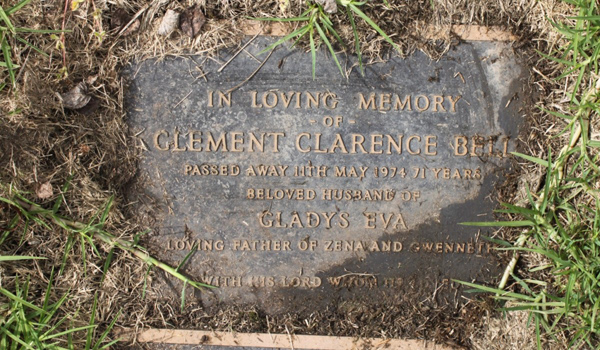 IN LOVING MEMORY
- OF -
CLEMENT CLARENCE BELL
PASSED AWAY 11TH MAY 1974 71 YEARS
BELOVED HUSBAND OF
GLADYS EVA
LOVING FATHER OF ZENA AND GWENNETH
WITH HIS LORD